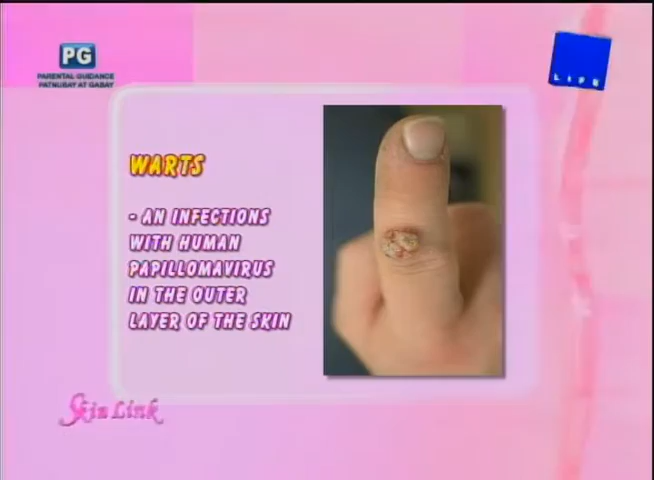 PG
PARENTAL GUIDANCE
PATNUBAY AT GABAY
LIFE
WARTS
- AN INFECTIONS
WITH HUMAN
PAPILLOMAVIRUS
IN THE OUTER
LAYER OF THE SKIN
Skin Link